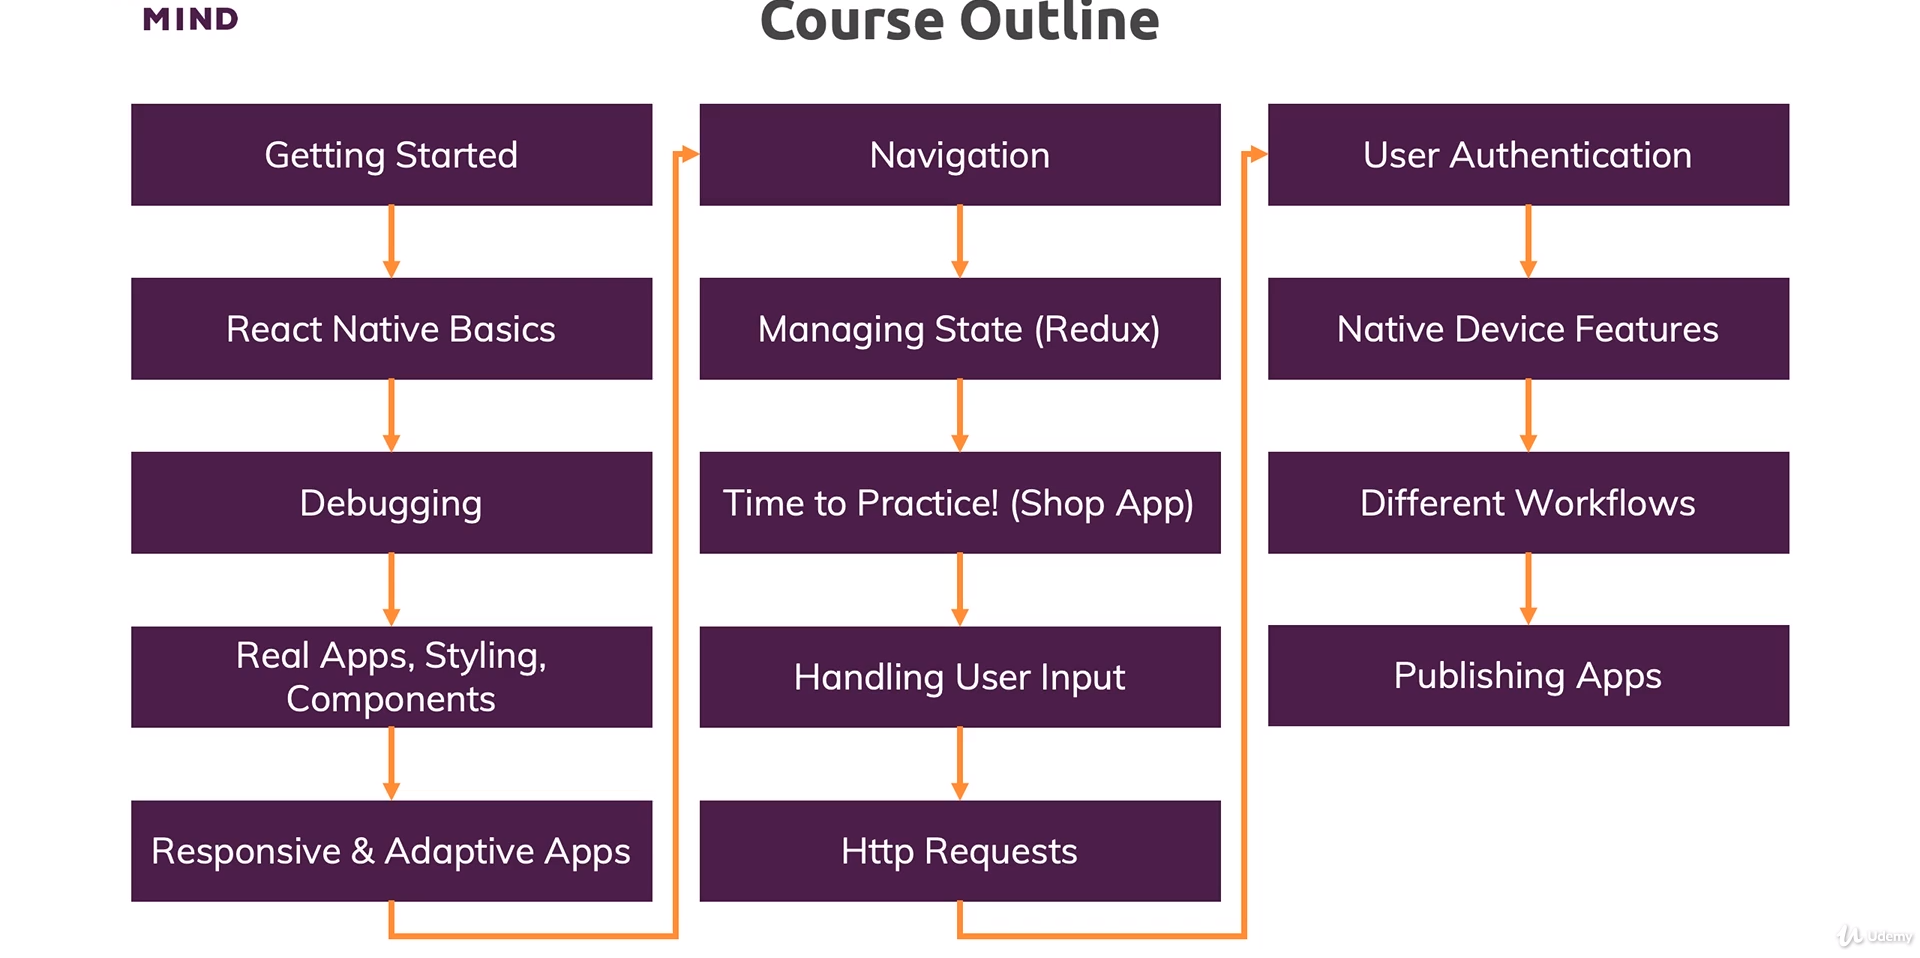 MIND
Course Outline
Getting Started
React Native Basics
Debugging
Real Apps, Styling,
Components
Responsive & Adaptive Apps
Navigation
Managing State (Redux)
Time to Practice! (Shop App)
Handling User Input
Http Requests
User Authentication
Native Device Features
Different Workflows
Publishing Apps
Udemy